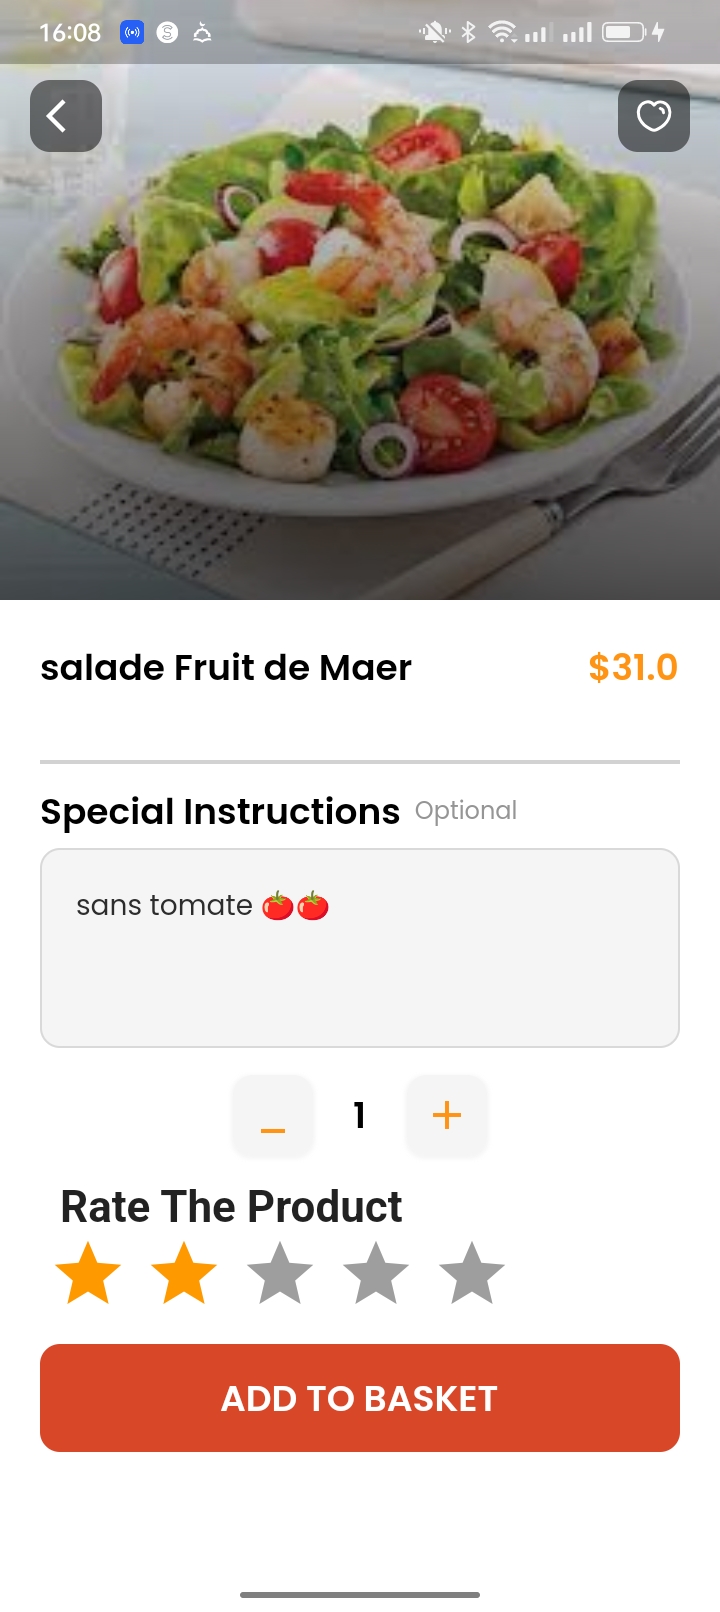 16:08
salade Fruit de Maer
$31.0
Special Instructions Optional
sans tomate 🍅🍅
1
Rate The Product
ADD TO BASKET